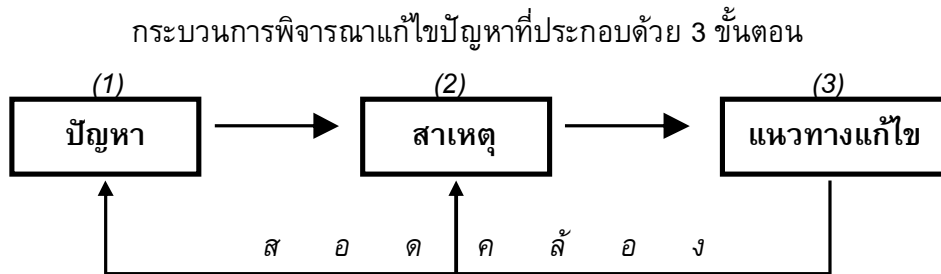 กระบวนการพิจารณาแก้ไขปัญหาที่ประกอบด้วย 3 ขั้นตอน
(1) (2) (3)
ปัญหา สาเหตุ แนวทางแก้ไข
ส อ ด ค ล้ อ ง